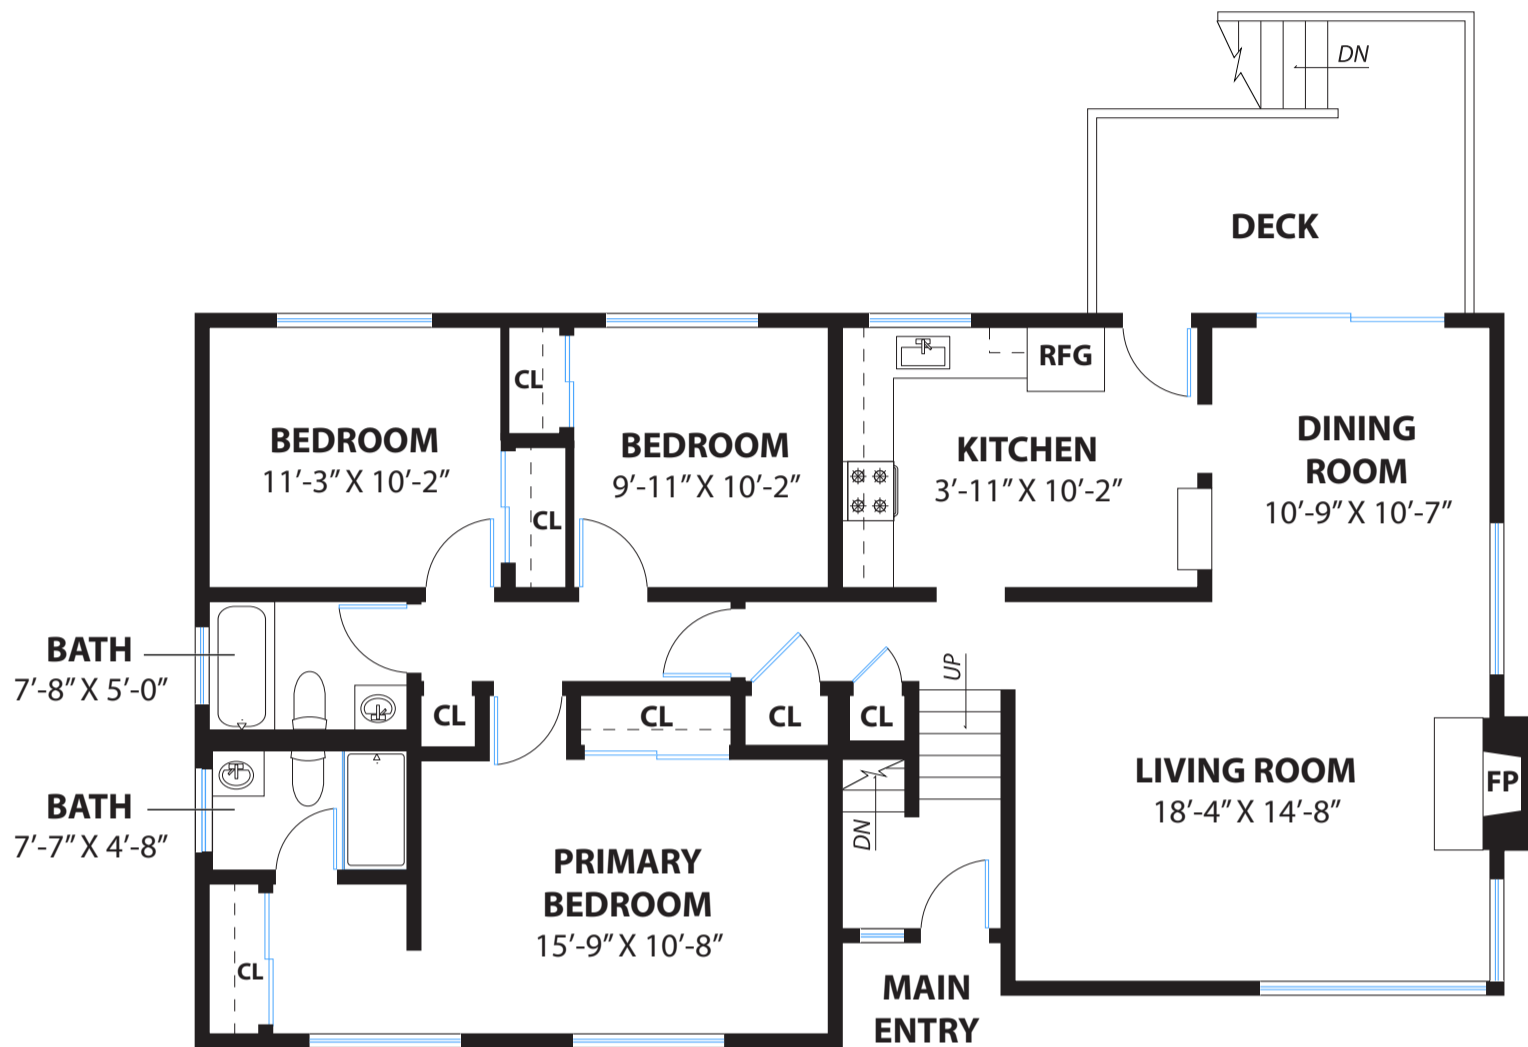 DN
DECK
RFG
CL
BEDROOM
11′-3″ X 10′-2″
BEDROOM
9′-11″ X 10′-2″
KITCHEN
3′-11″ X 10′-2″
DINING
ROOM
10′-9″ X 10′-7″
CL
BATH
7′-8″ X 5′-0″
UP
CL
CL
CL
CL
BATH
7′-7″ X 4′-8″
LIVING ROOM
18′-4″ X 14′-8″
FP
DN
PRIMARY
BEDROOM
15′-9″ X 10′-8″
CL
MAIN
ENTRY